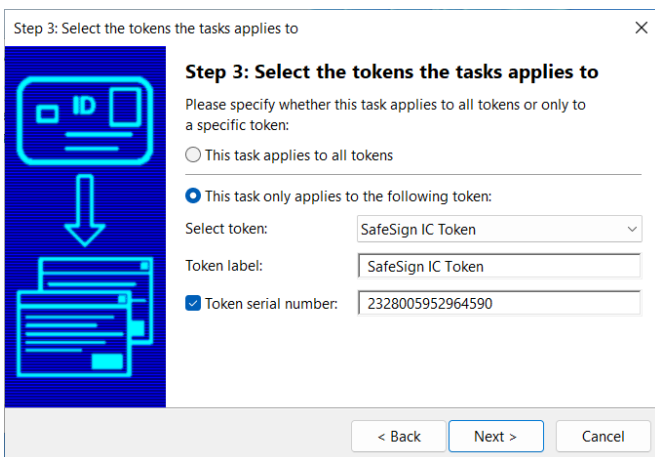 Step 3: Select the tokens the tasks applies to
ID
Step 3: Select the tokens the tasks applies to
Please specify whether this task applies to all tokens or only to
a specific token:
This task applies to all tokens
This task only applies to the following token:
Select token: SafeSign IC Token
Token label: SafeSign IC Token
Token serial number: 2328005952964590
< Back Next > Cancel